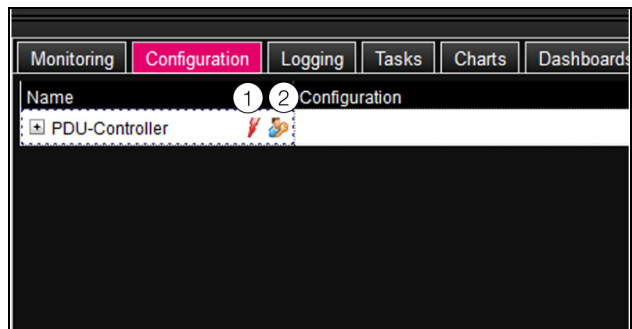 Monitoring Configuration Logging Tasks Charts Dashboards
Name 1 2 Configuration
PDU-Controller